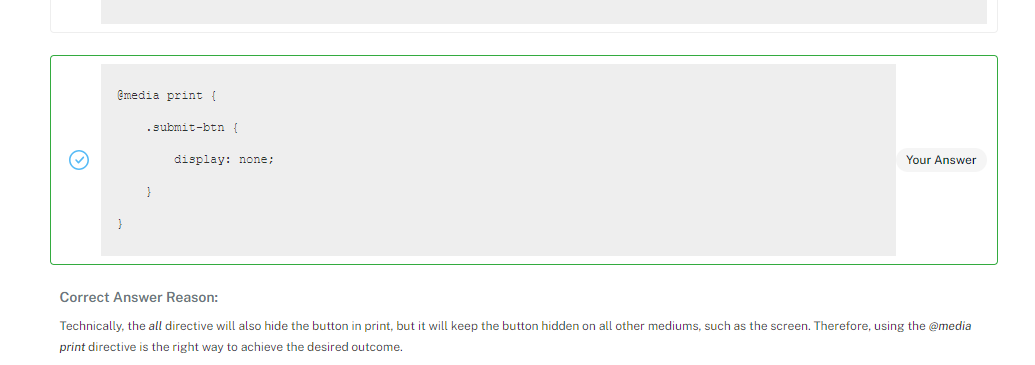 @media print {
.submit-btn {
display: none;
}
}
Your Answer
Correct Answer Reason:
Technically, the all directive will also hide the button in print, but it will keep the button hidden on all other mediums, such as the screen. Therefore, using the @media
print directive is the right way to achieve the desired outcome.